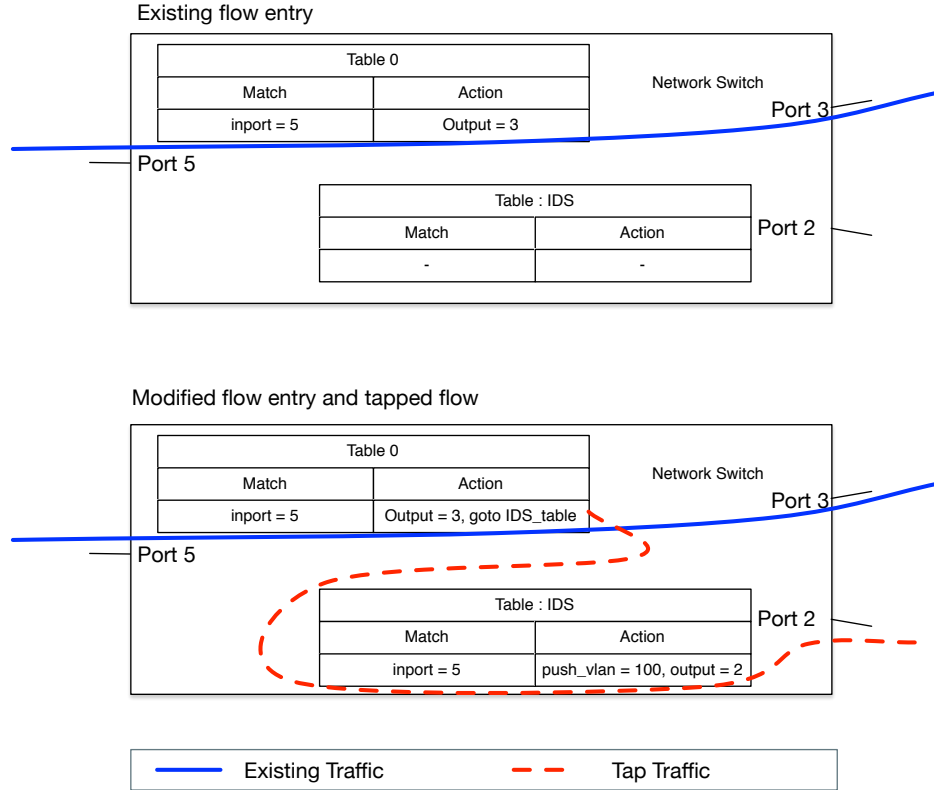 Existing flow entry
Table 0
Network Switch
Match
Action
Port 3
inport = 5
Output = 3
Port 5
Table : IDS
Port 2
Match
Action
-
-
Modified flow entry and tapped flow
Table 0
Network Switch
Match
Action
Port 3
inport = 5
Output = 3, goto IDS_table
Port 5
Table : IDS
Port 2
Match
Action
inport = 5
push_vlan = 100, output = 2
Existing Traffic
Tap Traffic